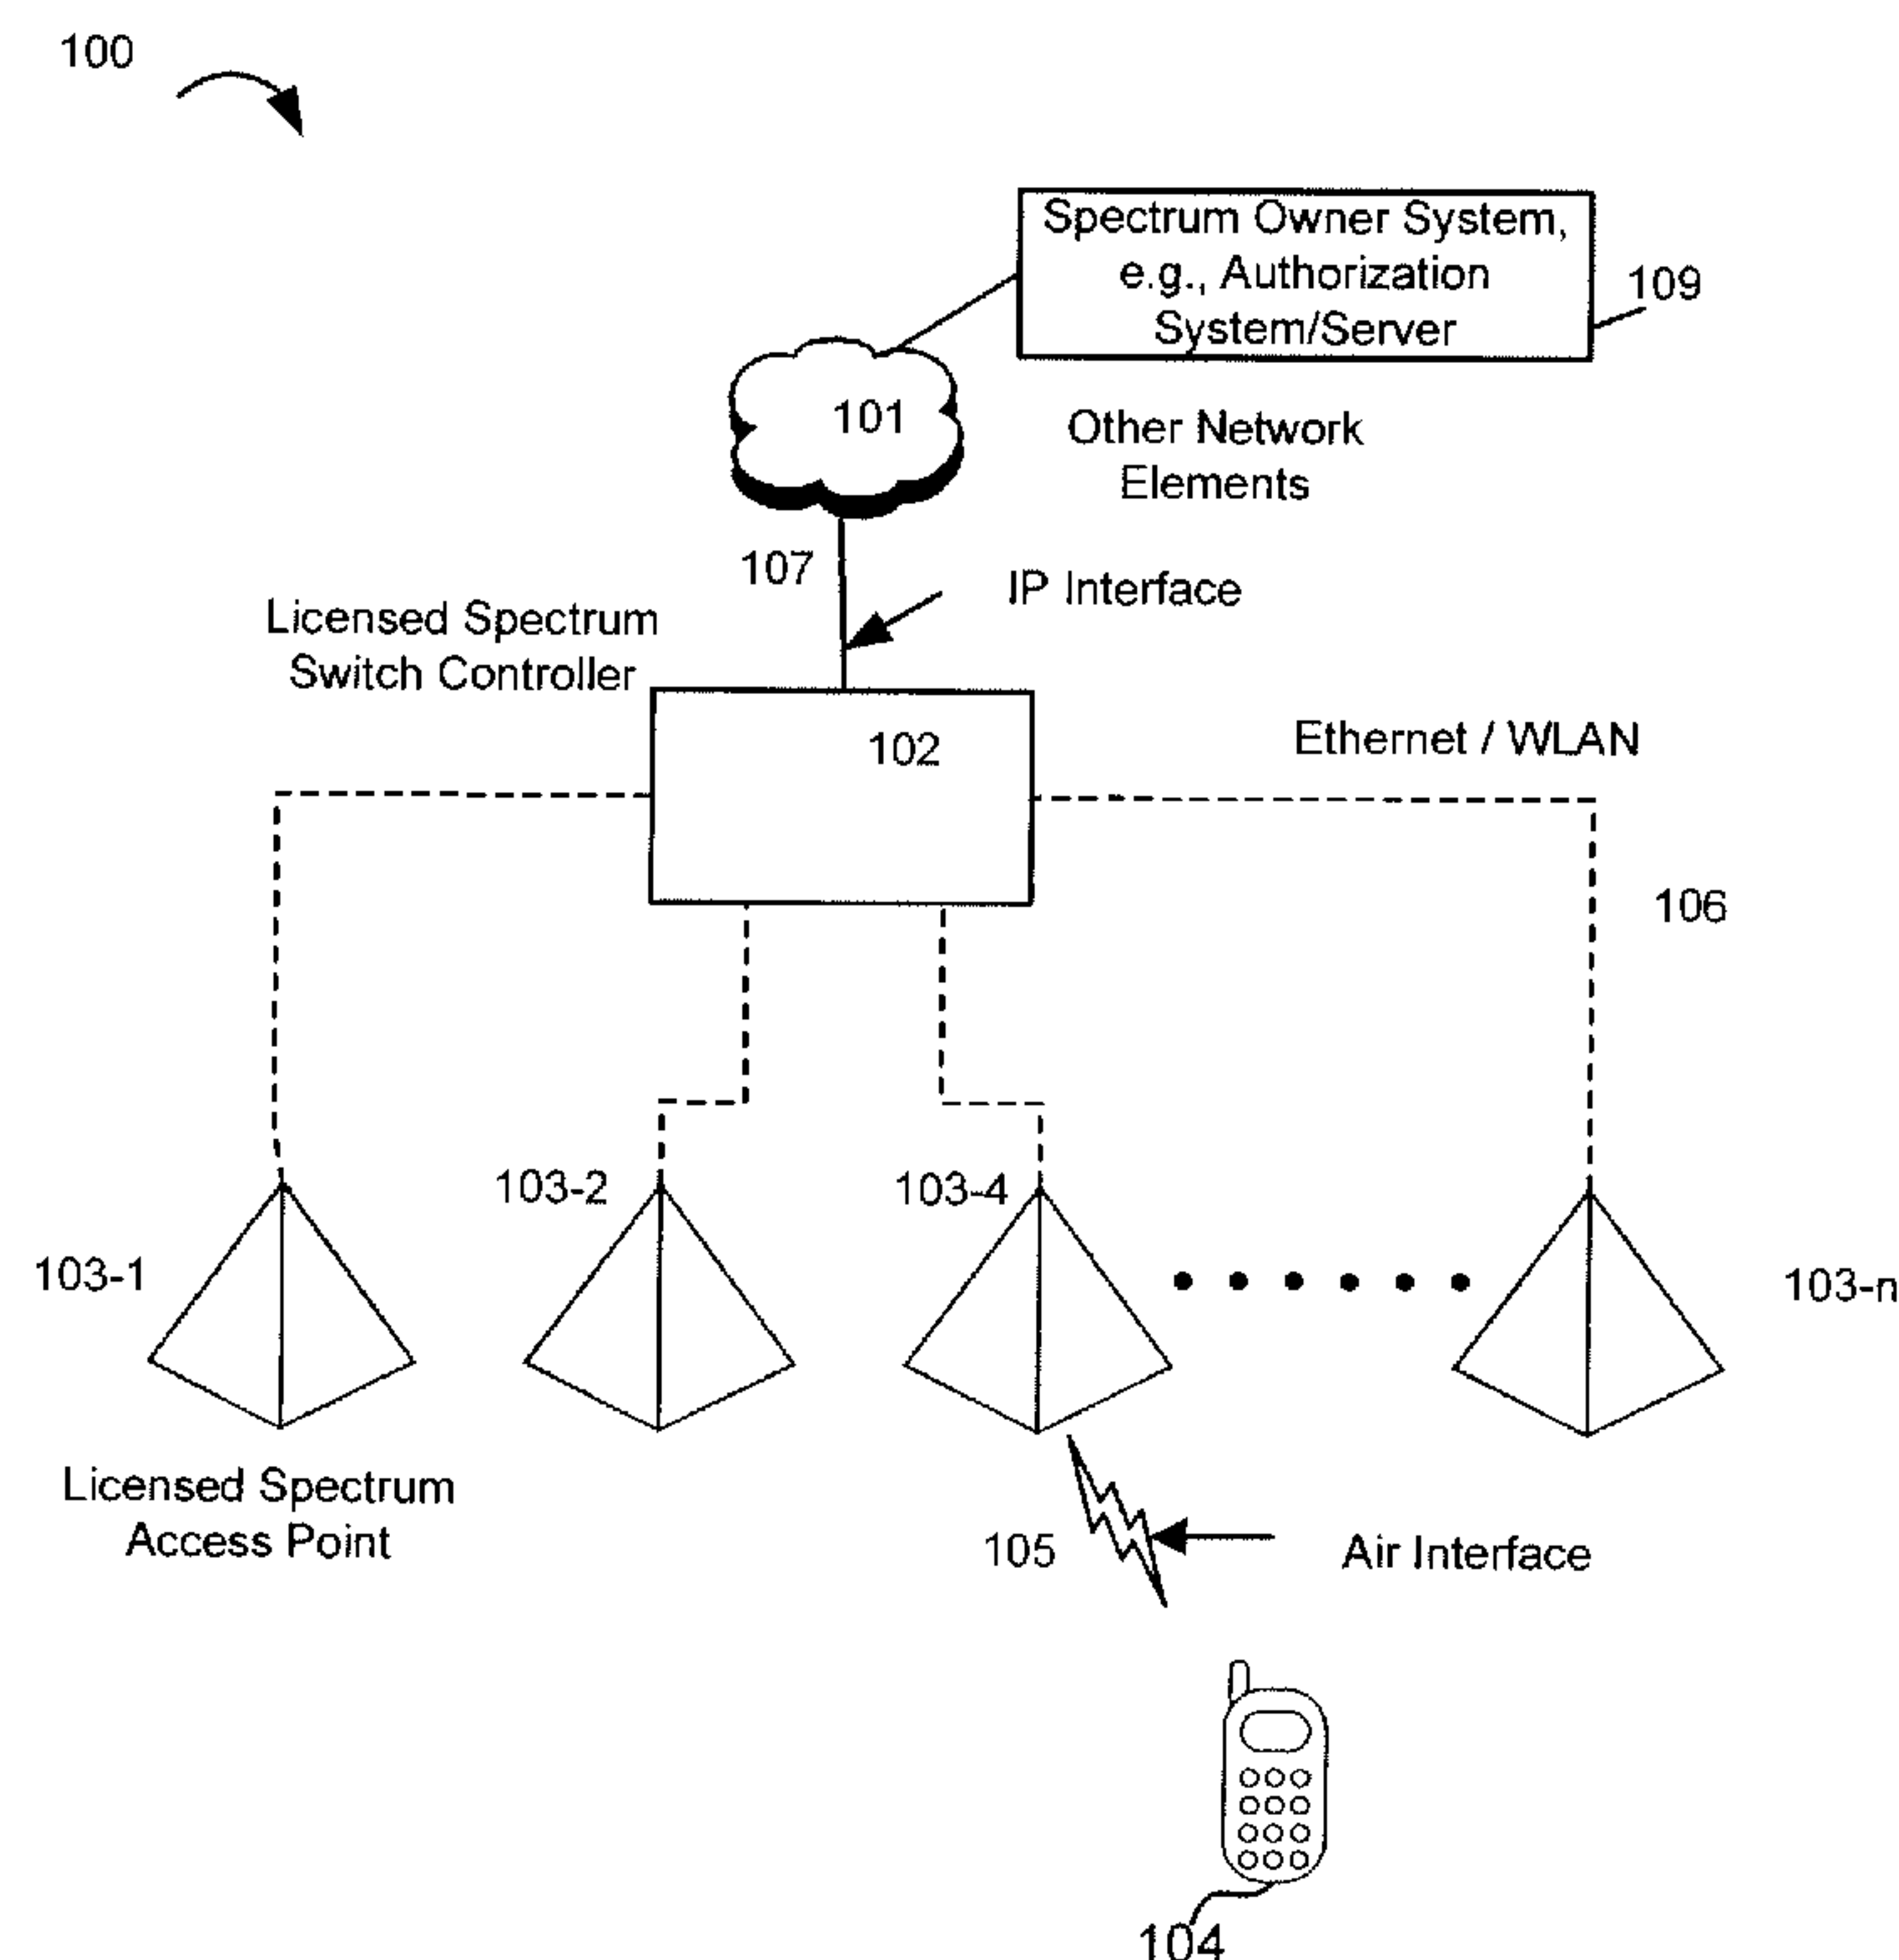 100
Spectrum Owner System,
e.g., Authorization
System/Server
109
101
Other Network
Elements
107
IP Interface
Licensed Spectrum
Switch Controller
102
Ethernet / WLAN
106
103-2
103-4
103-1
103-n
Licensed Spectrum
Access Point
105
Air Interface
104